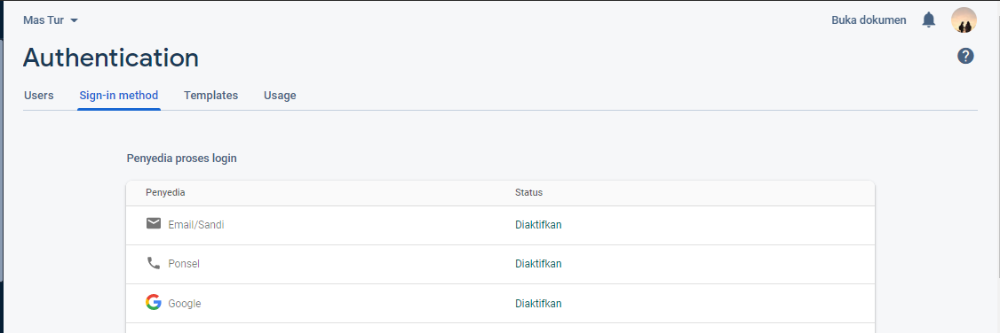 Mas Tur
Buka dokumen
Authentication
Users Sign-in method Templates Usage
Penyedia proses login
Penyedia Status
Email/Sandi Diaktifkan
Ponsel Diaktifkan
Google Diaktifkan